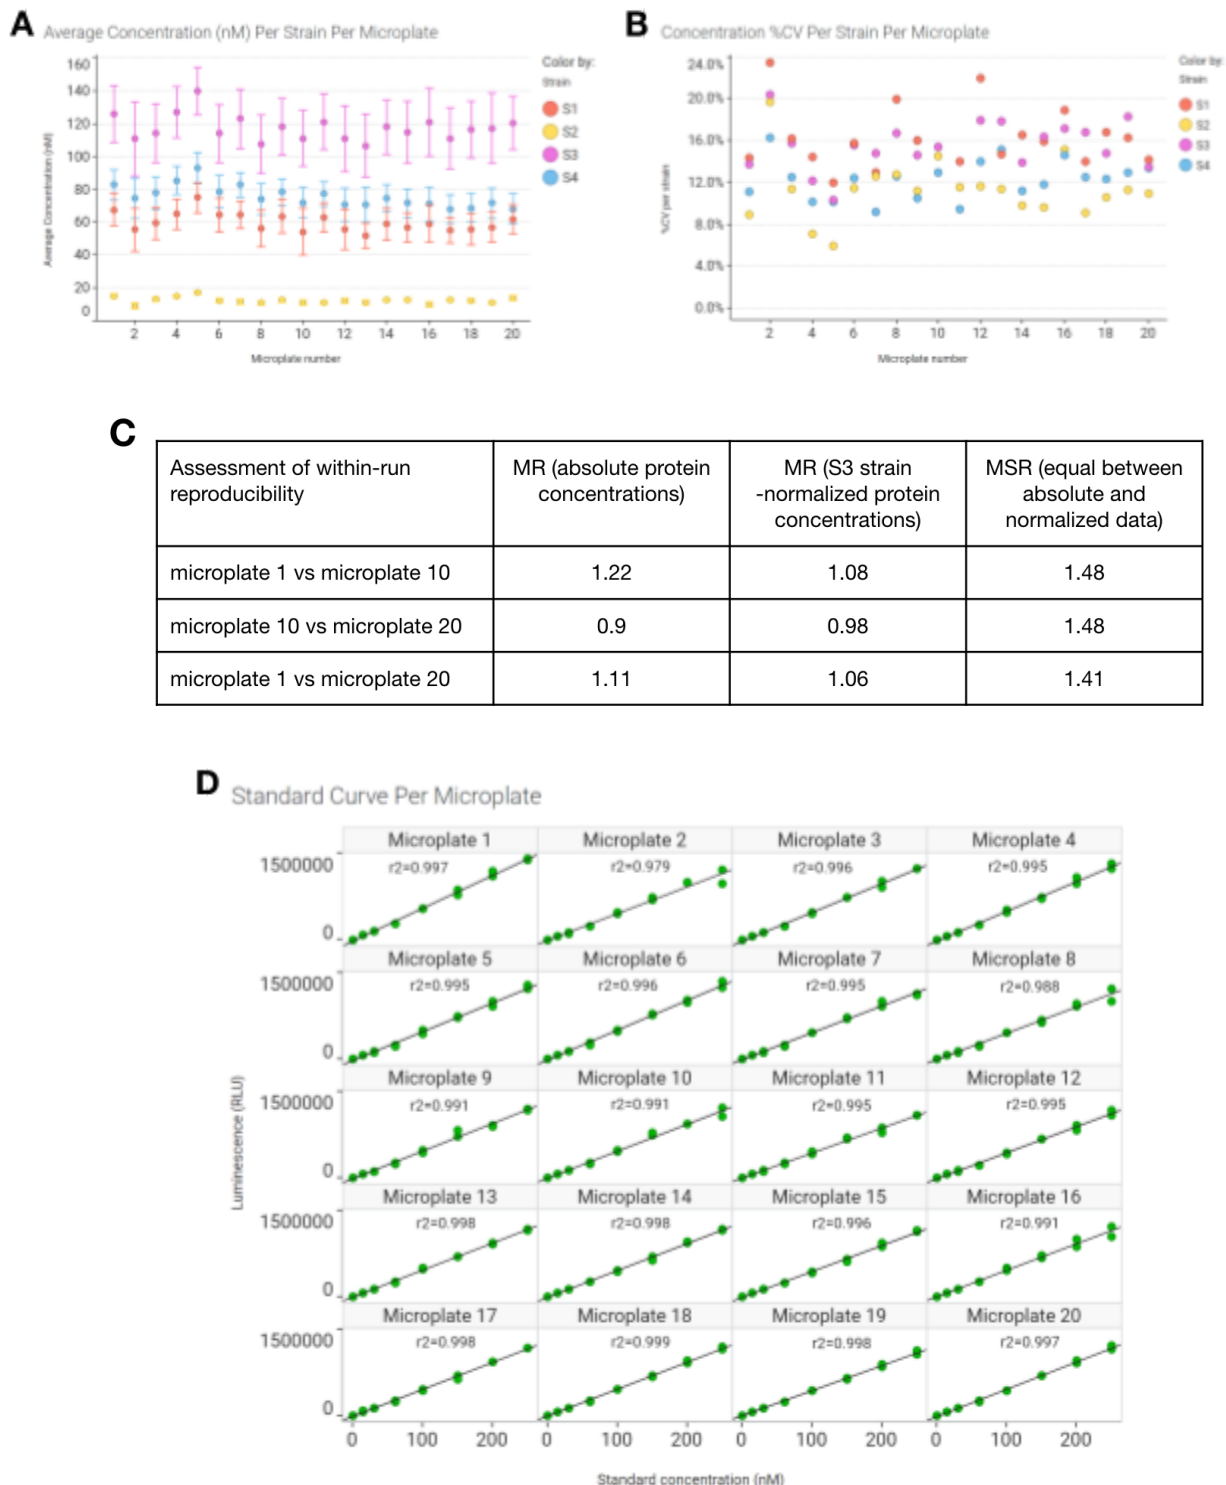 A Average Concentration (nM) Per Strain Per Microplate
Average Concentration (nM)
160
140
120
100
80
60
40
20
0
2 4 6 8 10 12 14 16 18 20
Microplate number
Color by:
Strain
S1
S2
S3
S4
B Concentration %CV Per Strain Per Microplate
%CV per strain
24.0%
20.0%
16.0%
12.0%
8.0%
4.0%
0.0%
2 4 6 8 10 12 14 16 18 20
Microplate number
Color by:
Strain
S1
S2
S3
S4
C
Assessment of within-run
reproducibility
MR (absolute protein
concentrations)
MR (S3 strain
-normalized protein
concentrations)
MSR (equal between
absolute and
normalized data)
microplate 1 vs microplate 10 1.22 1.08 1.48
microplate 10 vs microplate 20 0.9 0.98 1.48
microplate 1 vs microplate 20 1.11 1.06 1.41
D Standard Curve Per Microplate
Luminescence (RLU)
Microplate 1 Microplate 2 Microplate 3 Microplate 4
1500000 r2=0.997 r2=0.979 r2=0.996 r2=0.995
0
Microplate 5 Microplate 6 Microplate 7 Microplate 8
1500000 r2=0.995 r2=0.996 r2=0.995 r2=0.988
0
Microplate 9 Microplate 10 Microplate 11 Microplate 12
1500000 r2=0.991 r2=0.991 r2=0.995 r2=0.995
0
Microplate 13 Microplate 14 Microplate 15 Microplate 16
1500000 r2=0.998 r2=0.998 r2=0.996 r2=0.991
0
Microplate 17 Microplate 18 Microplate 19 Microplate 20
1500000 r2=0.998 r2=0.999 r2=0.998 r2=0.997
0
0 100 200 0 100 200 0 100 200 0 100 200
Standard concentration (nM)